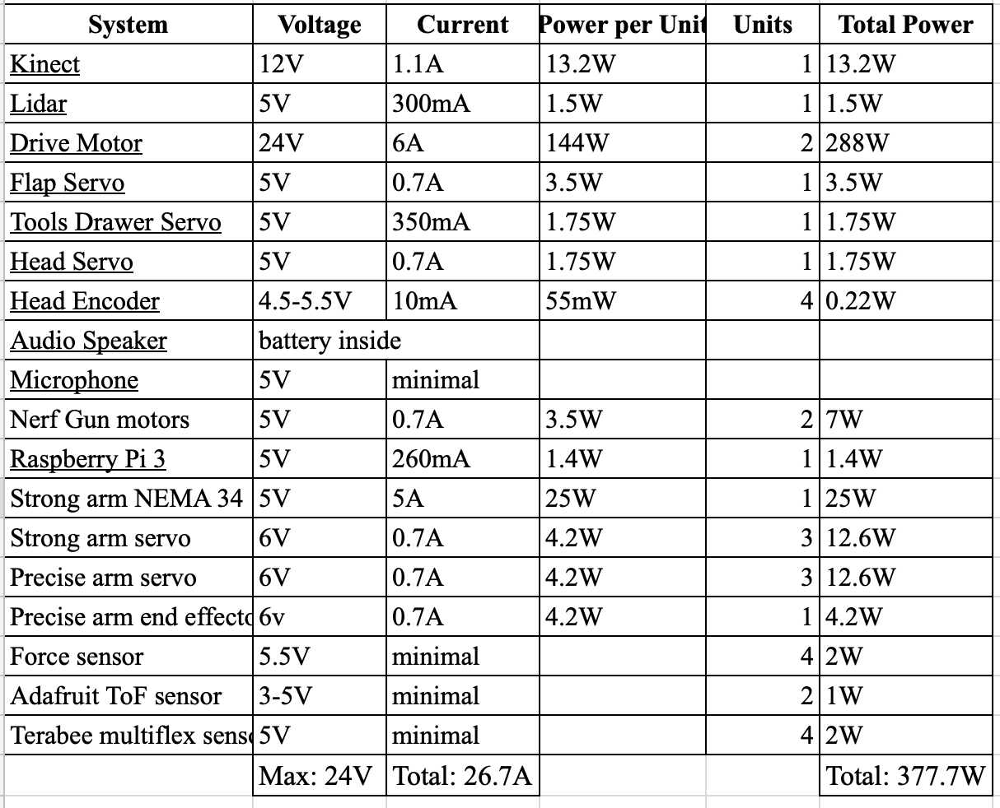 System Voltage Current Power per Unit Units Total Power
Kinect 12V 1.1A 13.2W 1 13.2W
Lidar 5V 300mA 1.5W 1 1.5W
Drive Motor 24V 6A 144W 2 288W
Flap Servo 5V 0.7A 3.5W 1 3.5W
Tools Drawer Servo 5V 350mA 1.75W 1 1.75W
Head Servo 5V 0.7A 1.75W 1 1.75W
Head Encoder 4.5-5.5V 10mA 55mW 4 0.22W
Audio Speaker battery inside
Microphone 5V minimal
Nerf Gun motors 5V 0.7A 3.5W 2 7W
Raspberry Pi 3 5V 260mA 1.4W 1 1.4W
Strong arm NEMA 34 5V 5A 25W 1 25W
Strong arm servo 6V 0.7A 4.2W 3 12.6W
Precise arm servo 6V 0.7A 4.2W 3 12.6W
Precise arm end effecto 6v 0.7A 4.2W 1 4.2W
Force sensor 5.5V minimal 4 2W
Adafruit ToF sensor 3-5V minimal 2 1W
Terabee multiflex senso 5V minimal 4 2W
Max: 24V Total: 26.7A Total: 377.7W